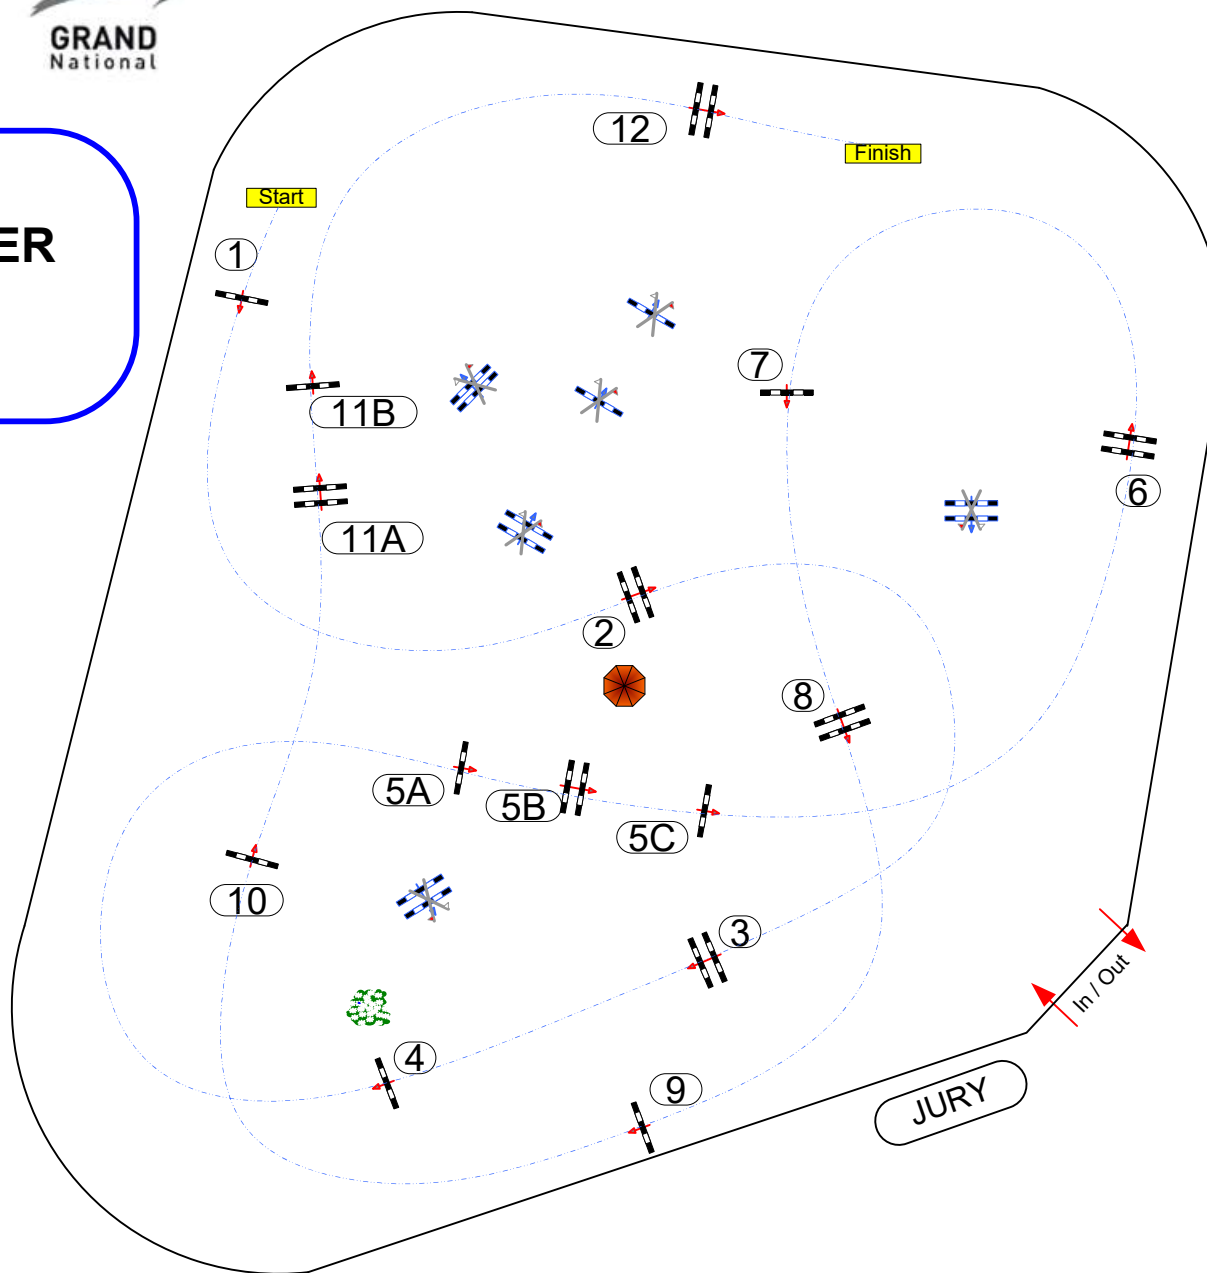 GRAND
National
ER
Start
Finish
1
2
3
4
5A
5B
5C
6
7
8
9
10
11A
11B
12
In / Out
JURY